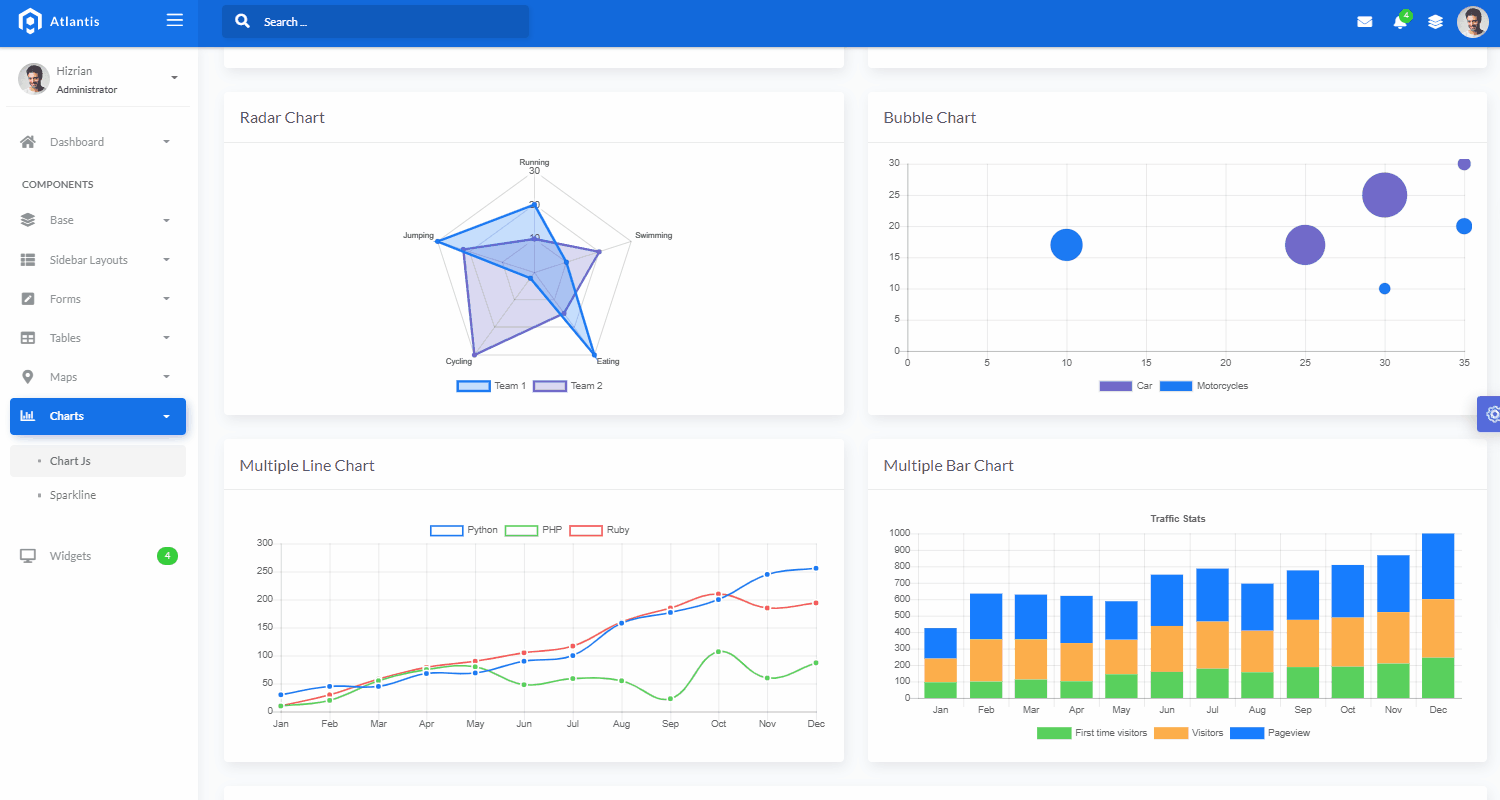 Atlantis
Search ...
4
Hizrian
Administrator
Dashboard
COMPONENTS
Base
Sidebar Layouts
Forms
Tables
Maps
Charts
Chart Js
Sparkline
Widgets
4
Radar Chart
Running
30
20
10
Jumping
Swimming
Cycling
Eating
Team 1 Team 2
Bubble Chart
30
25
20
15
10
5
0
0 5 10 15 20 25 30 35
Car Motorcycles
Multiple Line Chart
Python PHP Ruby
300
250
200
150
100
50
0
Jan Feb Mar Apr May Jun Jul Aug Sep Oct Nov Dec
Multiple Bar Chart
Traffic Stats
1000
900
800
700
600
500
400
300
200
100
0
Jan Feb Mar Apr May Jun Jul Aug Sep Oct Nov Dec
First time visitors Visitors Pageview